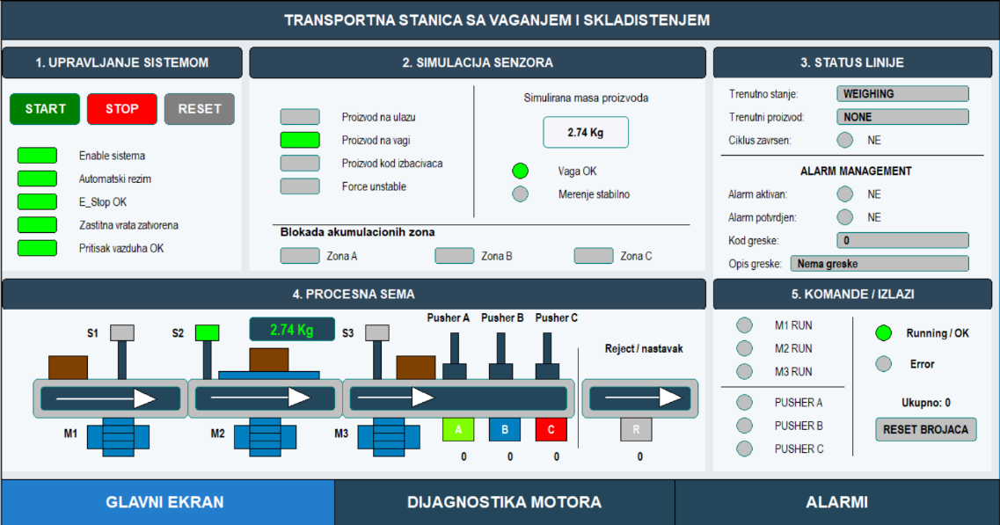 TRANSPORTNA STANICA SA VAGANJEM I SKLADISTENJEM
1. UPRAVLJANJE SISTEMOM
START
STOP
RESET
Enable sistema
Automatski rezim
E_Stop OK
Zastitna vrata zatvorena
Pritisak vazduha OK
2. SIMULACIJA SENZORA
Proizvod na ulazu
Proizvod na vagi
Proizvod kod izbacivaca
Force unstable
Simulirana masa proizvoda
2.74 Kg
Vaga OK
Merenje stabilno
Blokada akumulacionih zona
Zona A
Zona B
Zona C
3. STATUS LINIJE
Trenutno stanje: WEIGHING
Trenutni proizvod: NONE
Ciklus zavrsen: NE
ALARM MANAGEMENT
Alarm aktivan: NE
Alarm potvrdjen: NE
Kod greske: 0
Opis greske: Nema greske
4. PROCESNA SEMA
Pusher A
Pusher B
Pusher C
S1
S2
2.74 Kg
S3
Reject / nastavak
M1
M2
M3
A
B
C
R
0
0
0
0
5. KOMANDE / IZLAZI
M1 RUN
M2 RUN
M3 RUN
PUSHER A
PUSHER B
PUSHER C
Running / OK
Error
Ukupno: 0
RESET BROJACA
GLAVNI EKRAN
DIJAGNOSTIKA MOTORA
ALARMI